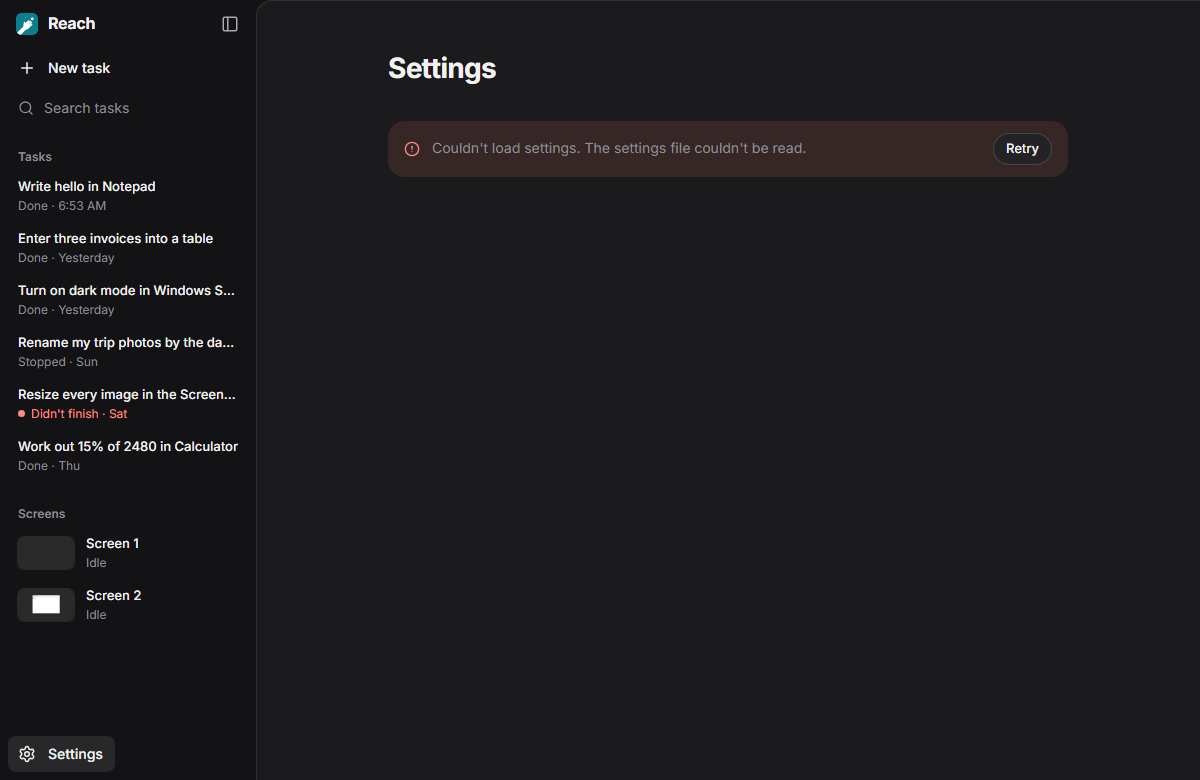 Reach
New task
Search tasks
Tasks
Write hello in Notepad
Done · 6:53 AM
Enter three invoices into a table
Done · Yesterday
Turn on dark mode in Windows S...
Done · Yesterday
Rename my trip photos by the da...
Stopped · Sun
Resize every image in the Screen...
Didn't finish · Sat
Work out 15% of 2480 in Calculator
Done · Thu
Screens
Screen 1
Idle
Screen 2
Idle
Settings
Settings
Couldn't load settings. The settings file couldn't be read.
Retry